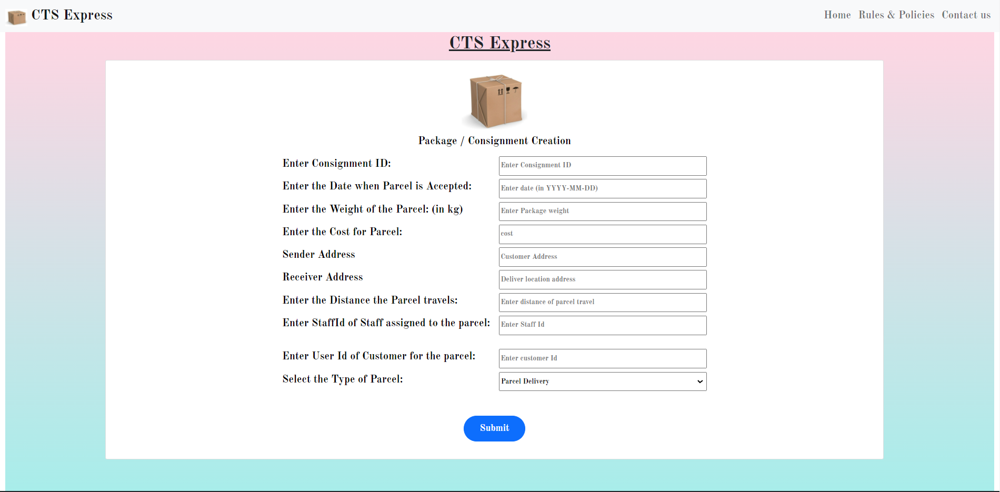 CTS Express
Home Rules & Policies Contact us
CTS Express
Package / Consignment Creation
Enter Consignment ID: Enter Consignment ID
Enter the Date when Parcel is Accepted: Enter date (in YYYY-MM-DD)
Enter the Weight of the Parcel: (in kg) Enter Package weight
Enter the Cost for Parcel: cost
Sender Address Customer Address
Receiver Address Deliver location address
Enter the Distance the Parcel travels: Enter distance of parcel travel
Enter StaffId of Staff assigned to the parcel: Enter Staff Id
Enter User Id of Customer for the parcel: Enter customer Id
Select the Type of Parcel: Parcel Delivery
Submit